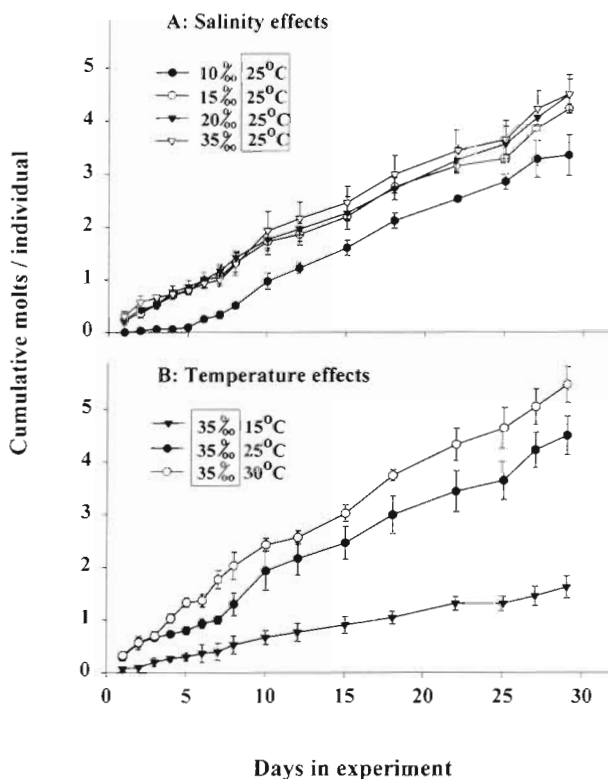 A: Salinity effects
10‰ 25°C
15‰ 25°C
20‰ 25°C
35‰ 25°C
5
4
3
2
1
0
B: Temperature effects
35‰ 15°C
35‰ 25°C
35‰ 30°C
5
4
3
2
1
0
0 5 10 15 20 25 30
Cumulative molts / individual
Days in experiment